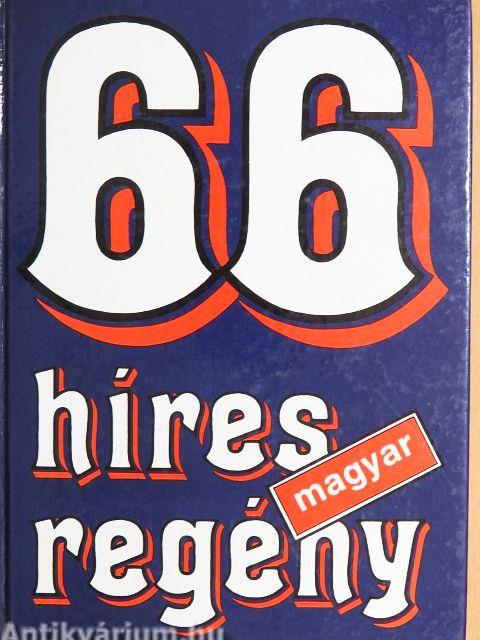 66
híres
magyar
regény
Antikvárium.hu